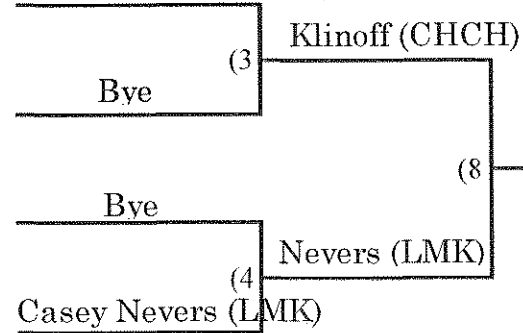 Klinoff (CHCH)
(3
Bye
(8
Bye
Nevers (LMK)
(4
Casey Nevers (LMK)